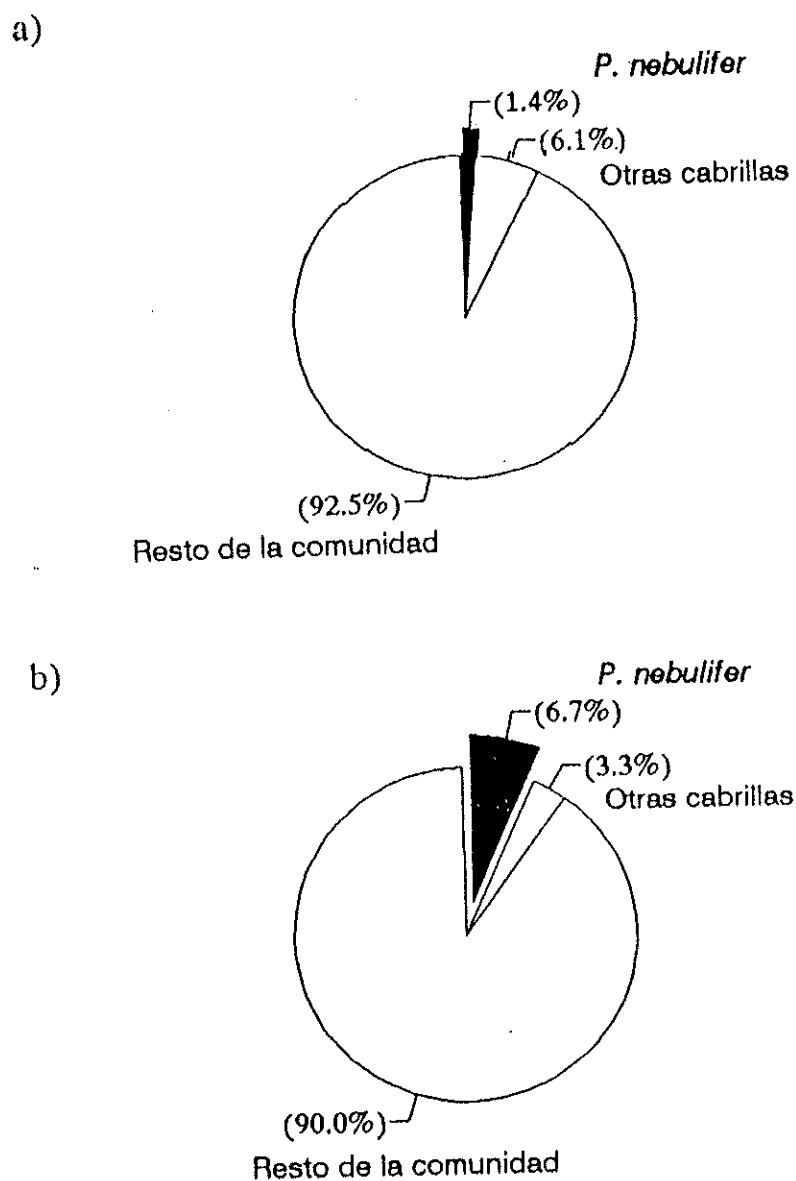 a)
P. nebulifer
(1.4%)
(6.1%)
Otras cabrillas
(92.5%)
Resto de la comunidad
b)
P. nebulifer
(6.7%)
(3.3%)
Otras cabrillas
(90.0%)
Resto de la comunidad